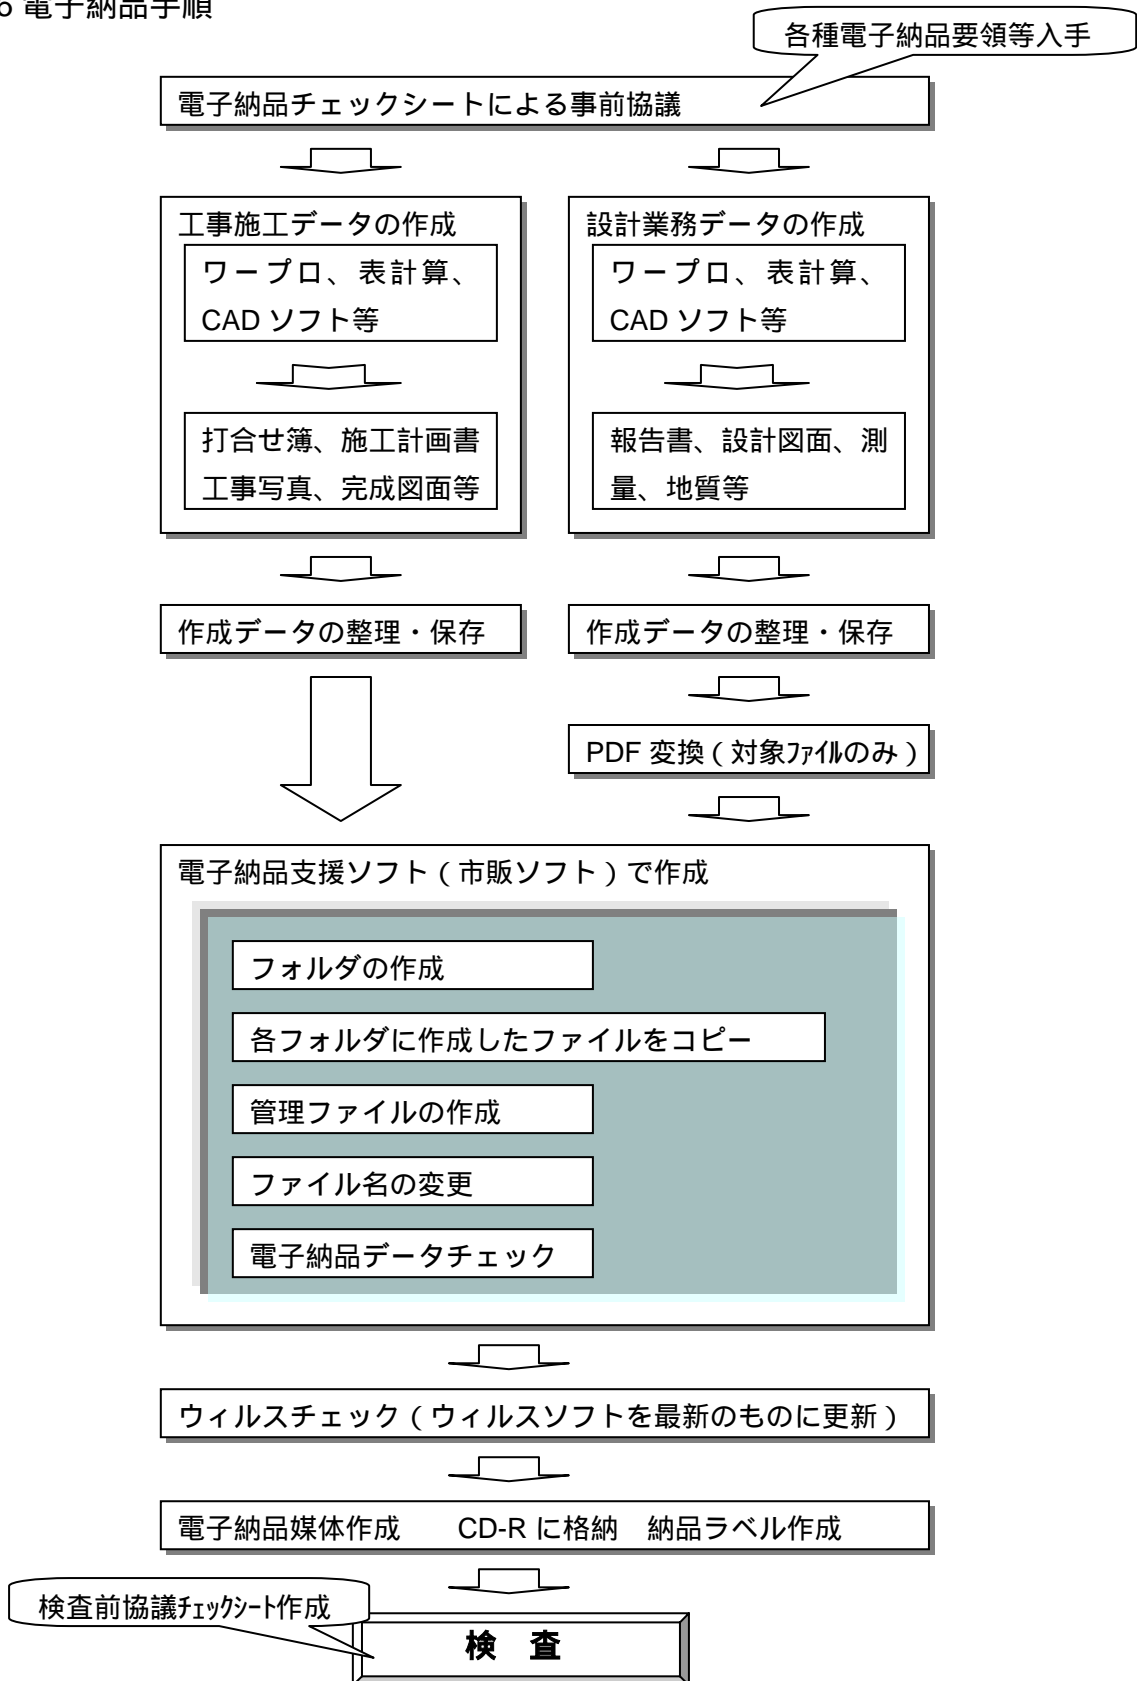 電子納品手順
各種電子納品要領等入手
電子納品チェックシートによる事前協議
工事施工データの作成
ワープロ、表計算、
CAD ソフト等
打合せ簿、施工計画書
工事写真、完成図面等
設計業務データの作成
ワープロ、表計算、
CAD ソフト等
報告書、設計図面、測
量、地質等
作成データの整理・保存
作成データの整理・保存
PDF 変換（対象ﾌｧｲﾙのみ）
電子納品支援ソフト（市販ソフト）で作成
フォルダの作成
各フォルダに作成したファイルをコピー
管理ファイルの作成
ファイル名の変更
電子納品データチェック
ウィルスチェック（ウィルスソフトを最新のものに更新）
電子納品媒体作成　　CD-R に格納　納品ラベル作成
検査前協議ﾁｪｯｸｼｰﾄ作成
検　査